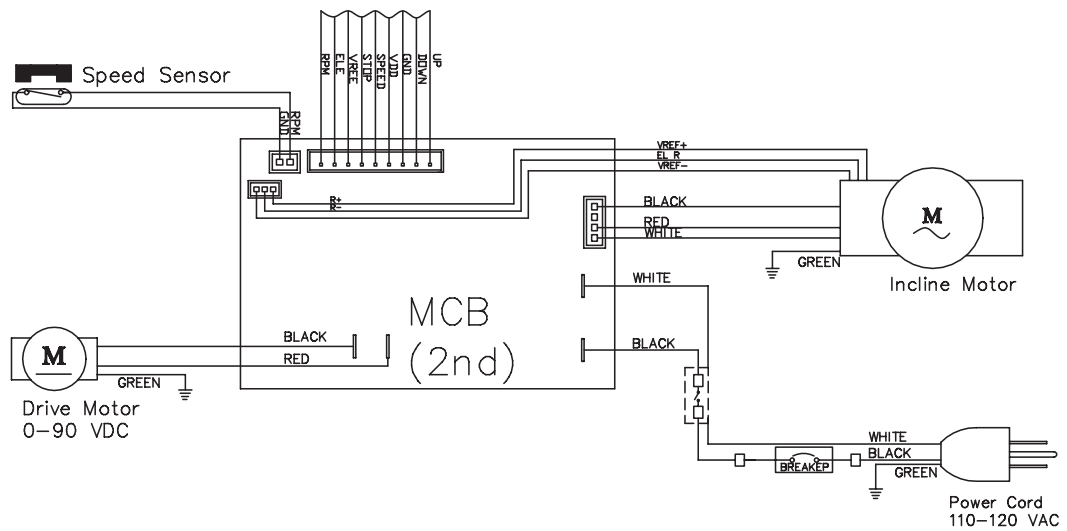 Speed Sensor
RPM
GND
RPM
ELE
VREE
STOP
SPEED
VDD
GND
DOWN
UP
VREF+
EL R
VREF-
R+
R-
BLACK
RED
WHITE
GREEN
M
Incline Motor
WHITE
BLACK
MCB
(2nd)
BLACK
RED
GREEN
M
Drive Motor
0-90 VDC
WHITE
BLACK
GREEN
BREAKEP
Power Cord
110-120 VAC